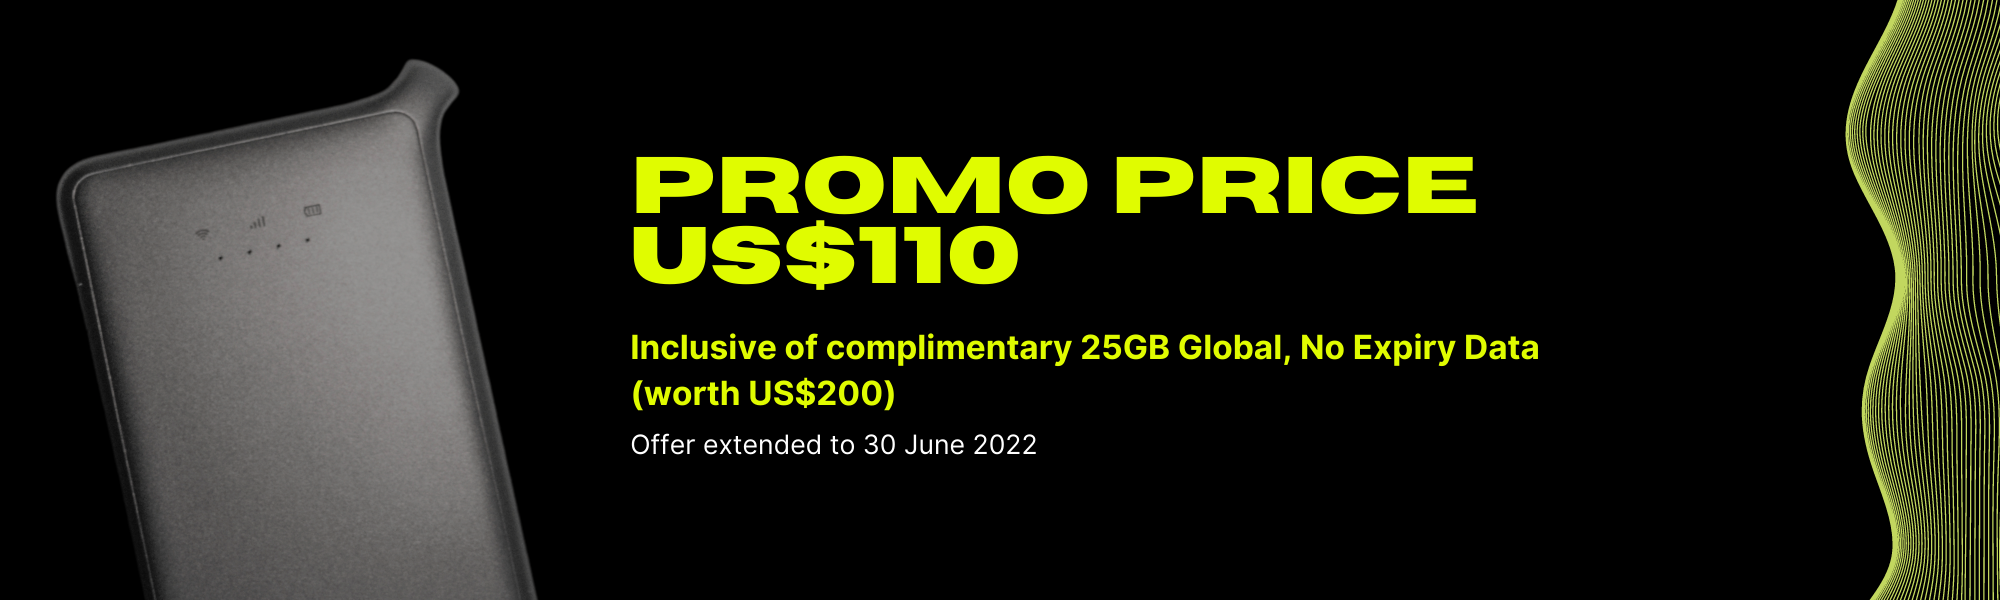 PROMO PRICE
US$110
Inclusive of complimentary 25GB Global, No Expiry Data
(worth US$200)
Offer extended to 30 June 2022